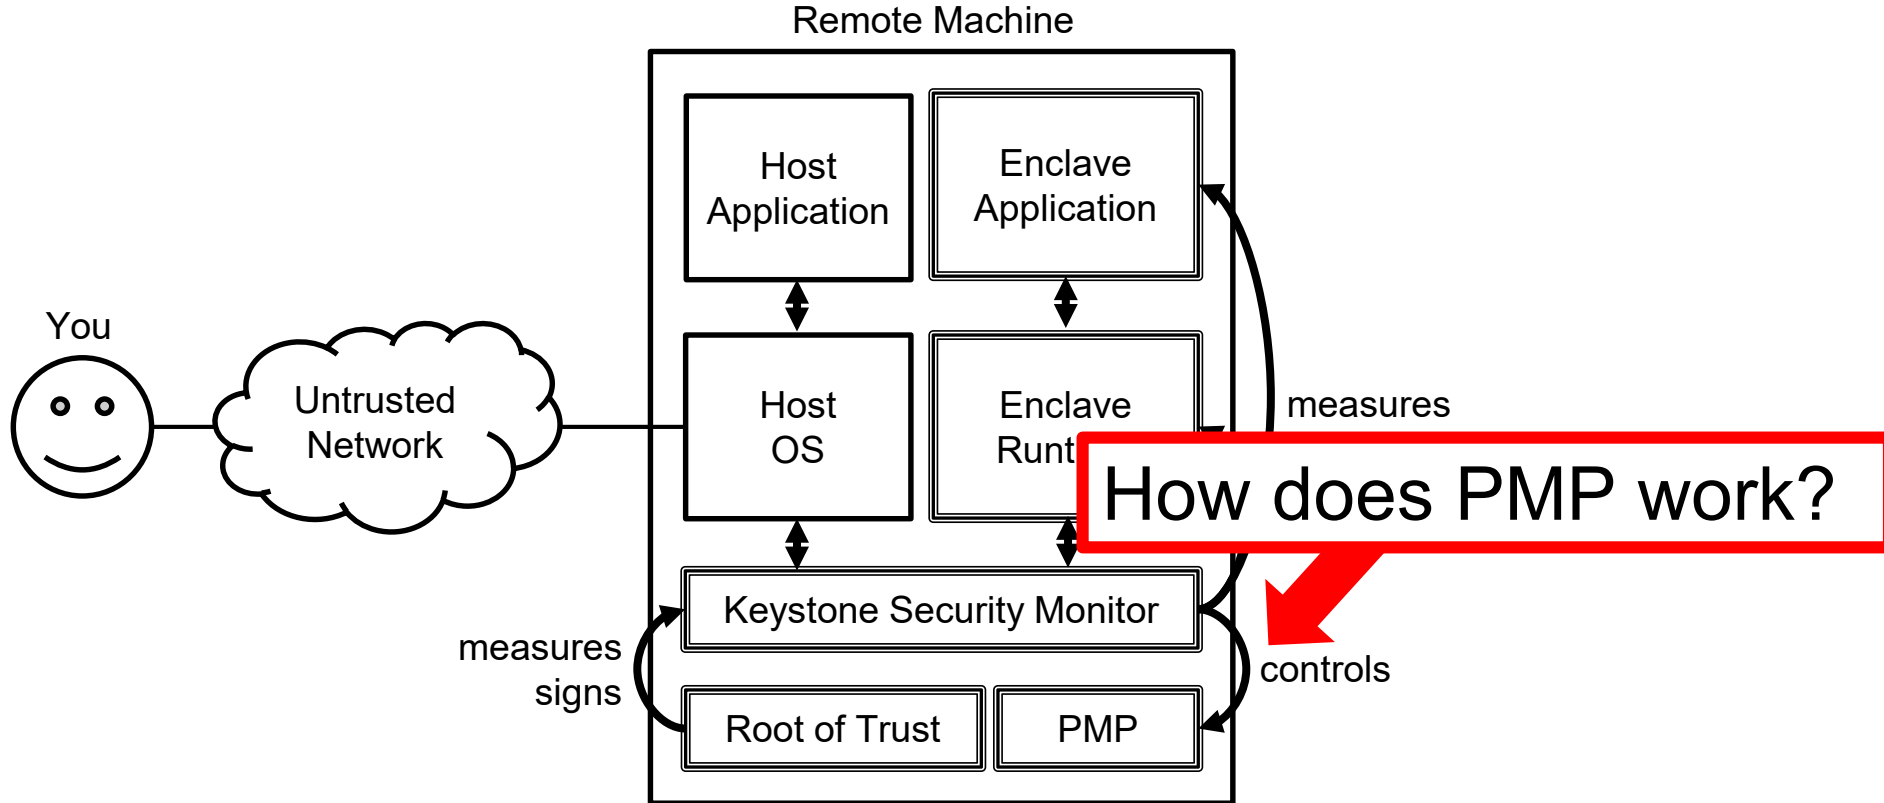 Remote Machine
Host
Application
Enclave
Application
You
Untrusted
Network
Host
OS
Enclave
Runt
measures
How does PMP work?
Keystone Security Monitor
measures
signs
controls
Root of Trust
PMP